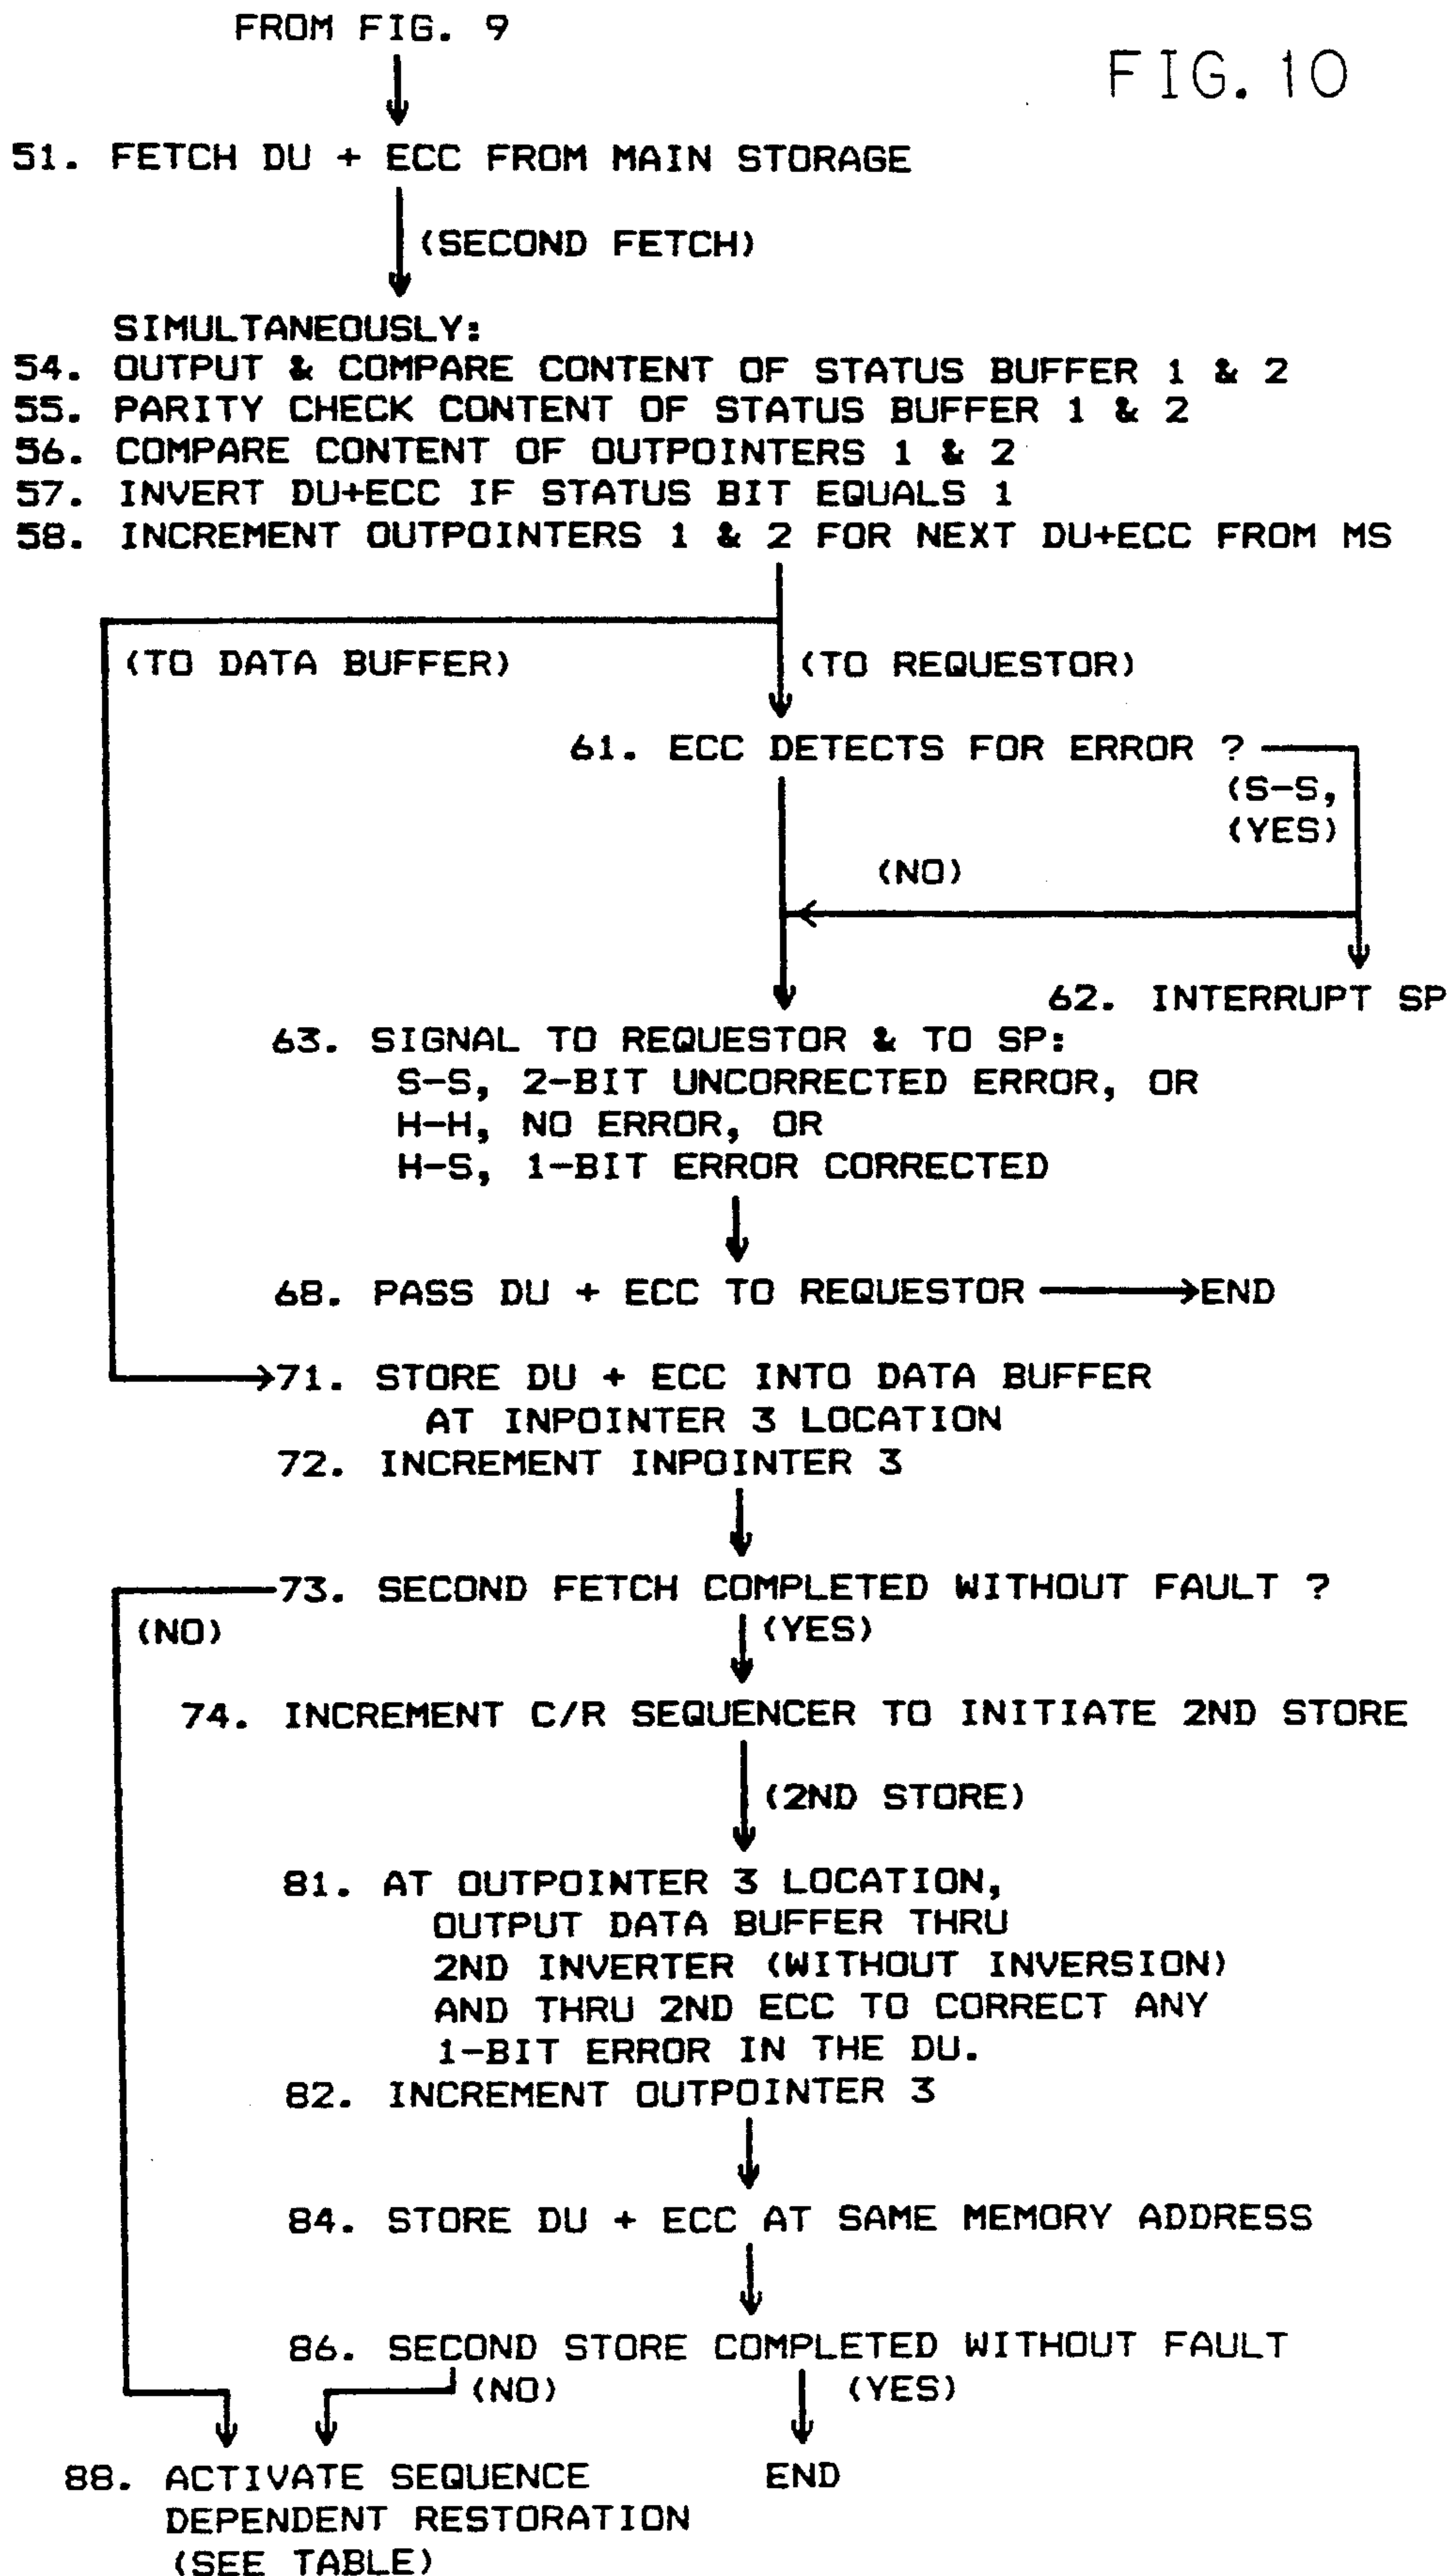 FROM FIG. 9
FIG. 10
51. FETCH DU + ECC FROM MAIN STORAGE
(SECOND FETCH)
SIMULTANEOUSLY:
54. OUTPUT & COMPARE CONTENT OF STATUS BUFFER 1 & 2
55. PARITY CHECK CONTENT OF STATUS BUFFER 1 & 2
56. COMPARE CONTENT OF OUTPOINTERS 1 & 2
57. INVERT DU+ECC IF STATUS BIT EQUALS 1
58. INCREMENT OUTPOINTERS 1 & 2 FOR NEXT DU+ECC FROM MS
(TO DATA BUFFER)
(TO REQUESTOR)
61. ECC DETECTS FOR ERROR ?
(S-S,
(YES)
(NO)
62. INTERRUPT SP
63. SIGNAL TO REQUESTOR & TO SP:
S-S, 2-BIT UNCORRECTED ERROR, OR
H-H, NO ERROR, OR
H-S, 1-BIT ERROR CORRECTED
68. PASS DU + ECC TO REQUESTOR
END
71. STORE DU + ECC INTO DATA BUFFER
AT INPOINTER 3 LOCATION
72. INCREMENT INPOINTER 3
73. SECOND FETCH COMPLETED WITHOUT FAULT ?
(NO)
(YES)
74. INCREMENT C/R SEQUENCER TO INITIATE 2ND STORE
(2ND STORE)
81. AT OUTPOINTER 3 LOCATION,
OUTPUT DATA BUFFER THRU
2ND INVERTER (WITHOUT INVERSION)
AND THRU 2ND ECC TO CORRECT ANY
1-BIT ERROR IN THE DU.
82. INCREMENT OUTPOINTER 3
84. STORE DU + ECC AT SAME MEMORY ADDRESS
86. SECOND STORE COMPLETED WITHOUT FAULT
(NO)
(YES)
88. ACTIVATE SEQUENCE
DEPENDENT RESTORATION
(SEE TABLE)
END